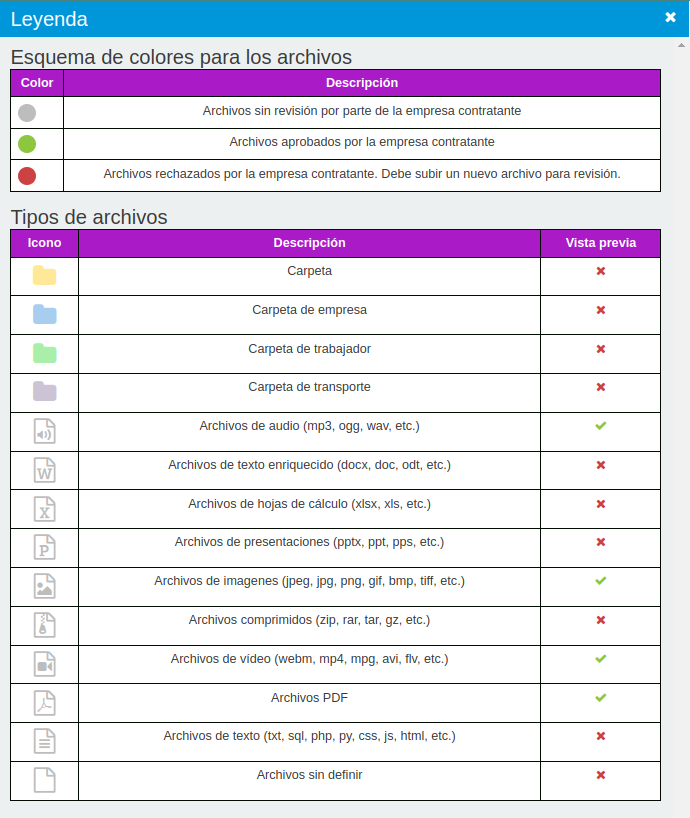 Leyenda
Esquema de colores para los archivos
Color Descripción
Archivos sin revisión por parte de la empresa contratante
Archivos aprobados por la empresa contratante
Archivos rechazados por la empresa contratante. Debe subir un nuevo archivo para revisión.
Tipos de archivos
Icono Descripción Vista previa
Carpeta
Carpeta de empresa
Carpeta de trabajador
Carpeta de transporte
Archivos de audio (mp3, ogg, wav, etc.)
W Archivos de texto enriquecido (docx, doc, odt, etc.)
X Archivos de hojas de cálculo (xlsx, xls, etc.)
P Archivos de presentaciones (pptx, ppt, pps, etc.)
Archivos de imagenes (jpeg, jpg, png, gif, bmp, tiff, etc.)
Archivos comprimidos (zip, rar, tar, gz, etc.)
Archivos de vídeo (webm, mp4, mpg, avi, flv, etc.)
Archivos PDF
Archivos de texto (txt, sql, php, py, css, js, html, etc.)
Archivos sin definir